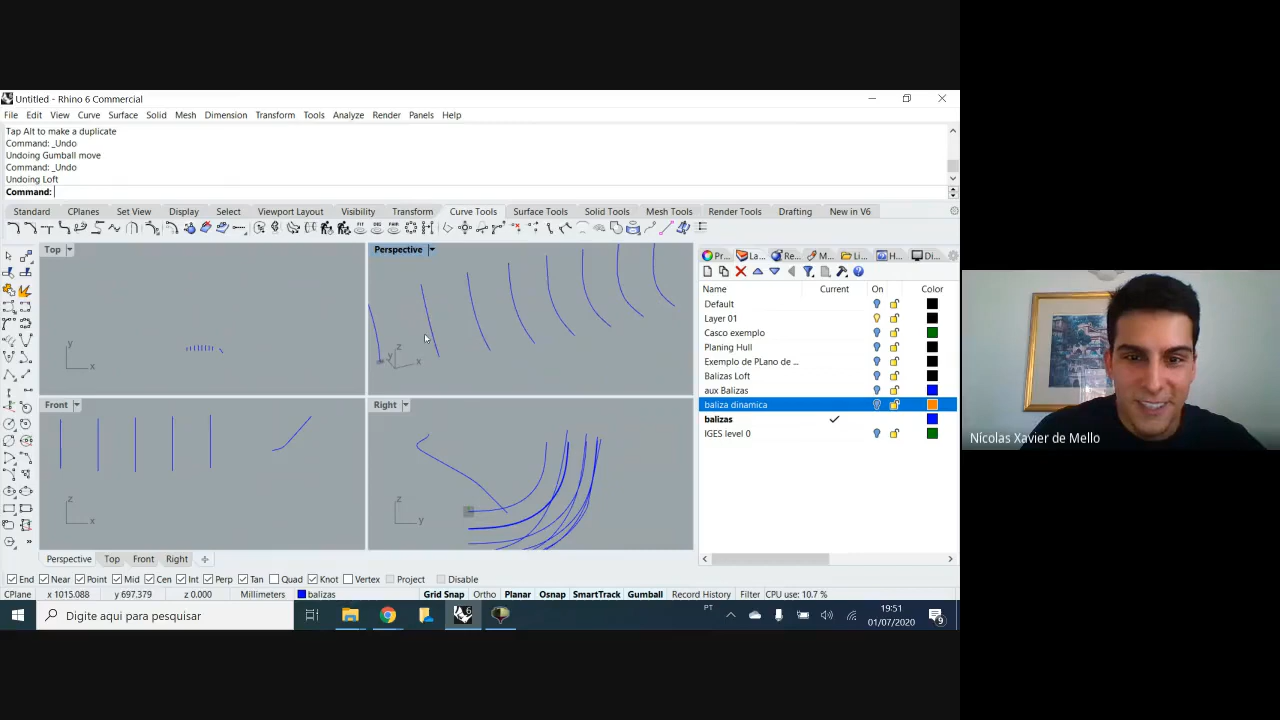 Untitled - Rhino 6 Commercial
File Edit View Curve Surface Solid Mesh Dimension Transform Tools Analyze Render Panels Help
Tap Alt to make a duplicate
Command: _Undo
Undoing Gumball move
Command: _Undo
Undoing Loft
Command:
Standard CPlanes Set View Display Select Viewport Layout Visibility Transform Curve Tools Surface Tools Solid Tools Mesh Tools Render Tools Drafting New in V6
Top
y
x
Perspective
z
y
x
Front
z
x
Right
z
y
Pr... La... Re... M... Li... H... Di...
Name Current On Color
Default
Layer 01
Casco exemplo
Planing Hull
Exemplo de PLano de ...
Balizas Loft
aux Balizas
baliza dinamica
balizas
IGES level 0
Perspective Top Front Right
End Near Point Mid Cen Int Perp Tan Quad Knot Vertex Project Disable
CPlane x 1015.088 y 697.379 z 0.000 Millimeters balizas Grid Snap Ortho Planar Osnap SmartTrack Gumball Record History Filter CPU use: 10.7 %
Digite aqui para pesquisar
PT
19:51
01/07/2020
9
Nícolas Xavier de Mello